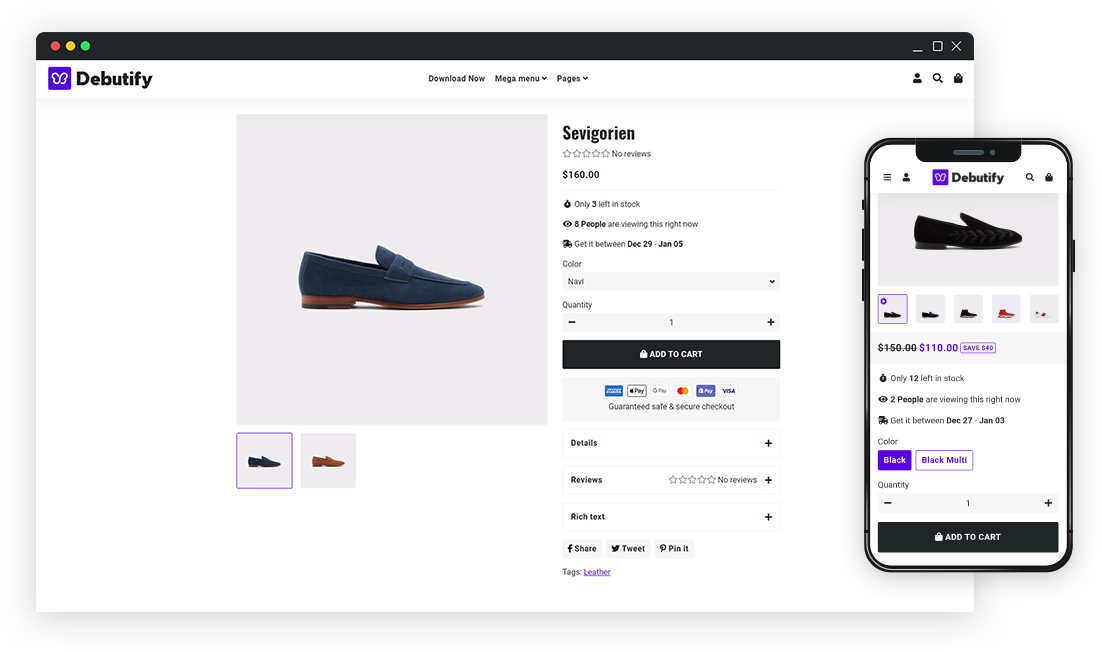 Debutify
Download Now Mega menu Pages
Sevigorien
No reviews
$160.00
Only 3 left in stock
8 People are viewing this right now
Get it between Dec 29 - Jan 05
Color
Navi
Quantity
1
ADD TO CART
Pay G Pay Pay VISA
Guaranteed safe & secure checkout
Details
Reviews No reviews
Rich text
Share Tweet Pin it
Tags: Leather
Debutify
$150.00 $110.00 SAVE $40
Only 12 left in stock
2 People are viewing this right now
Get it between Dec 27 - Jan 03
Color
Black Black Multi
Quantity
1
ADD TO CART